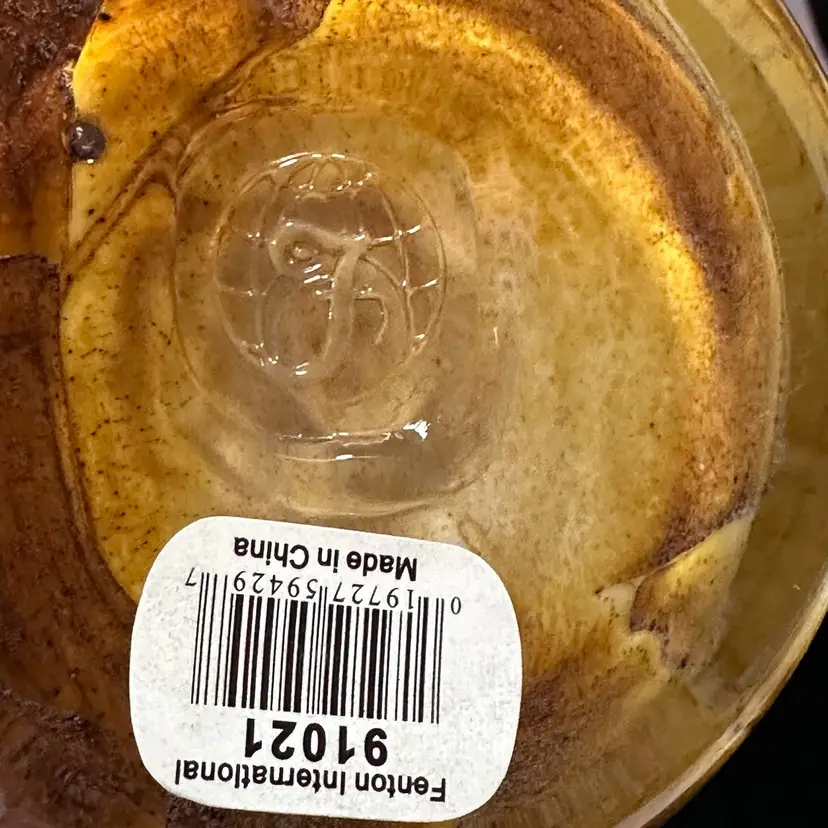 Fenton International
91021
0 19727 59429 7
Made in China